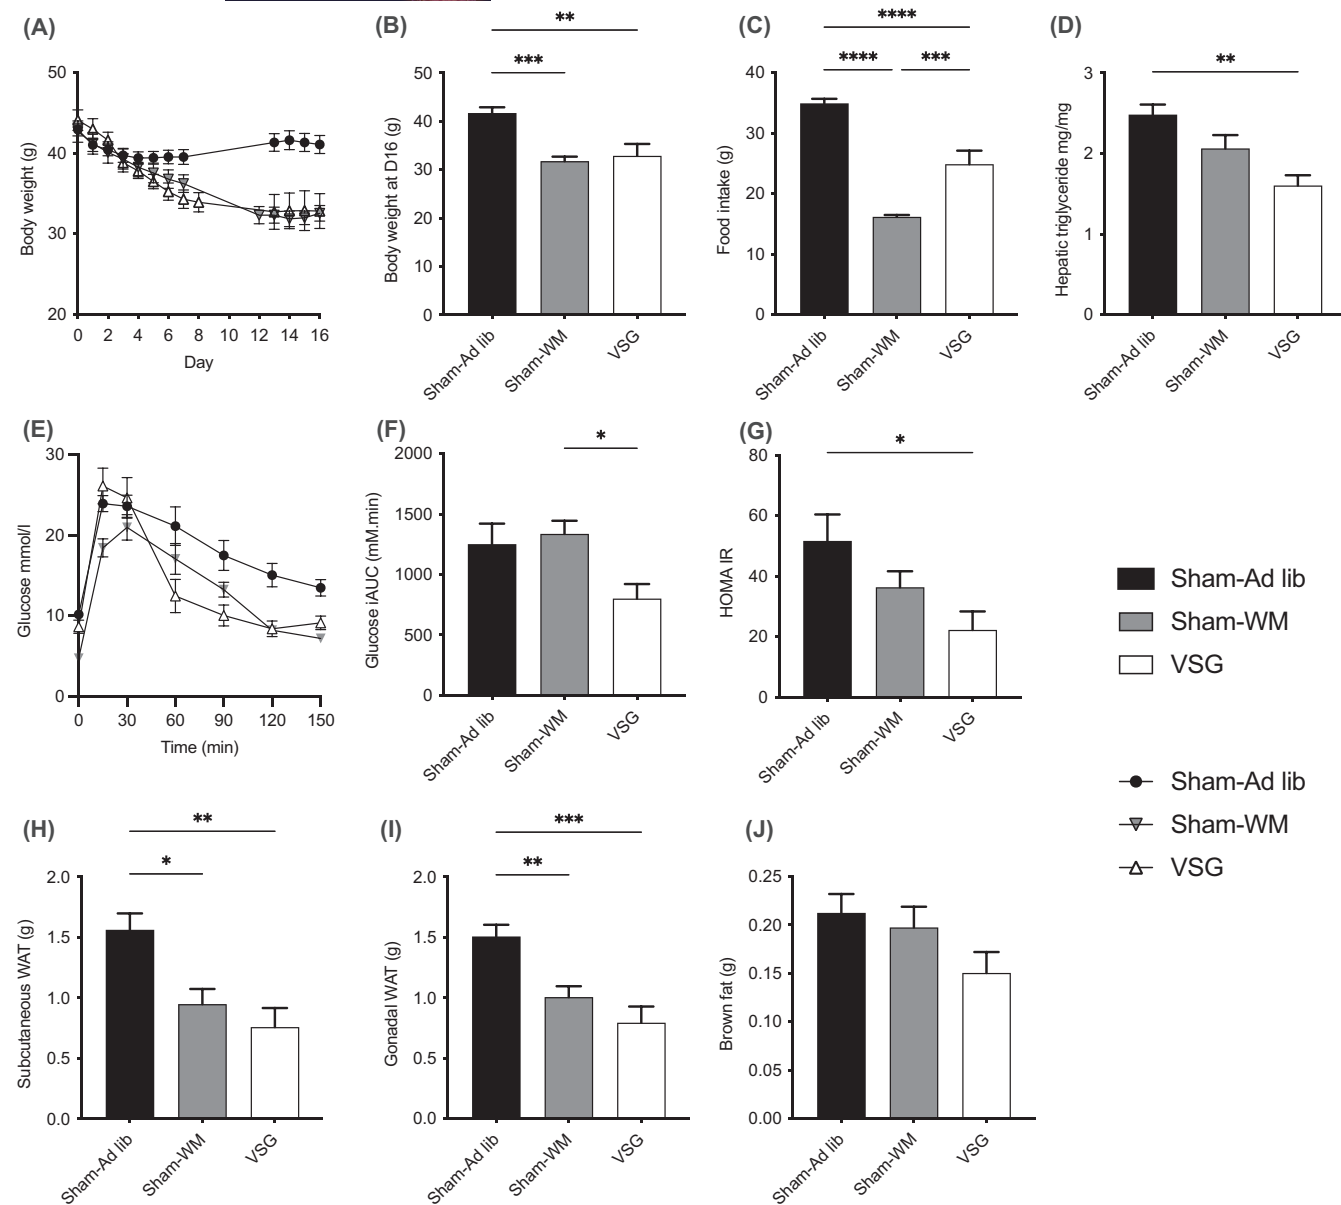 (A)
50
40
30
20
Body weight (g)
0 2 4 6 8 10 12 14 16
Day
(B)
**
***
50
40
30
20
10
0
Body weight at D16 (g)
Sham-Ad lib
Sham-WM
VSG
(C)
****
**** ***
40
30
20
10
0
Food intake (g)
Sham-Ad lib
Sham-WM
VSG
(D)
**
3
2
1
0
Hepatic triglyceride mg/mg
Sham-Ad lib
Sham-WM
VSG
(E)
30
20
10
0
Glucose mmol/l
0 30 60 90 120 150
Time (min)
(F)
*
2000
1500
1000
500
0
Glucose iAUC (mM.min)
Sham-Ad lib
Sham-WM
VSG
(G)
*
80
60
40
20
0
HOMA IR
Sham-Ad lib
Sham-WM
VSG
Sham-Ad lib
Sham-WM
VSG
Sham-Ad lib
Sham-WM
VSG
(H)
**
*
2.0
1.5
1.0
0.5
0.0
Subcutaneous WAT (g)
Sham-Ad lib
Sham-WM
VSG
(I)
***
**
2.0
1.5
1.0
0.5
0.0
Gonadal WAT (g)
Sham-Ad lib
Sham-WM
VSG
(J)
0.25
0.20
0.15
0.10
0.05
0.00
Brown fat (g)
Sham-Ad lib
Sham-WM
VSG